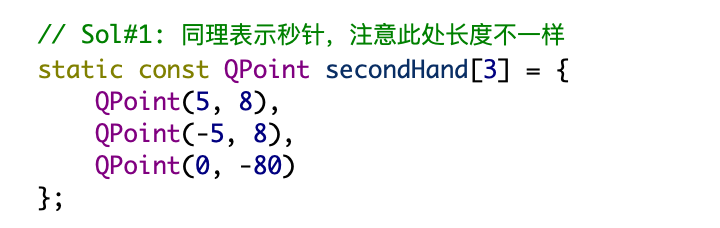 // Sol#1: 同理表示秒针，注意此处长度不一样
static const QPoint secondHand[3] = {
    QPoint(5, 8),
    QPoint(-5, 8),
    QPoint(0, -80)
};